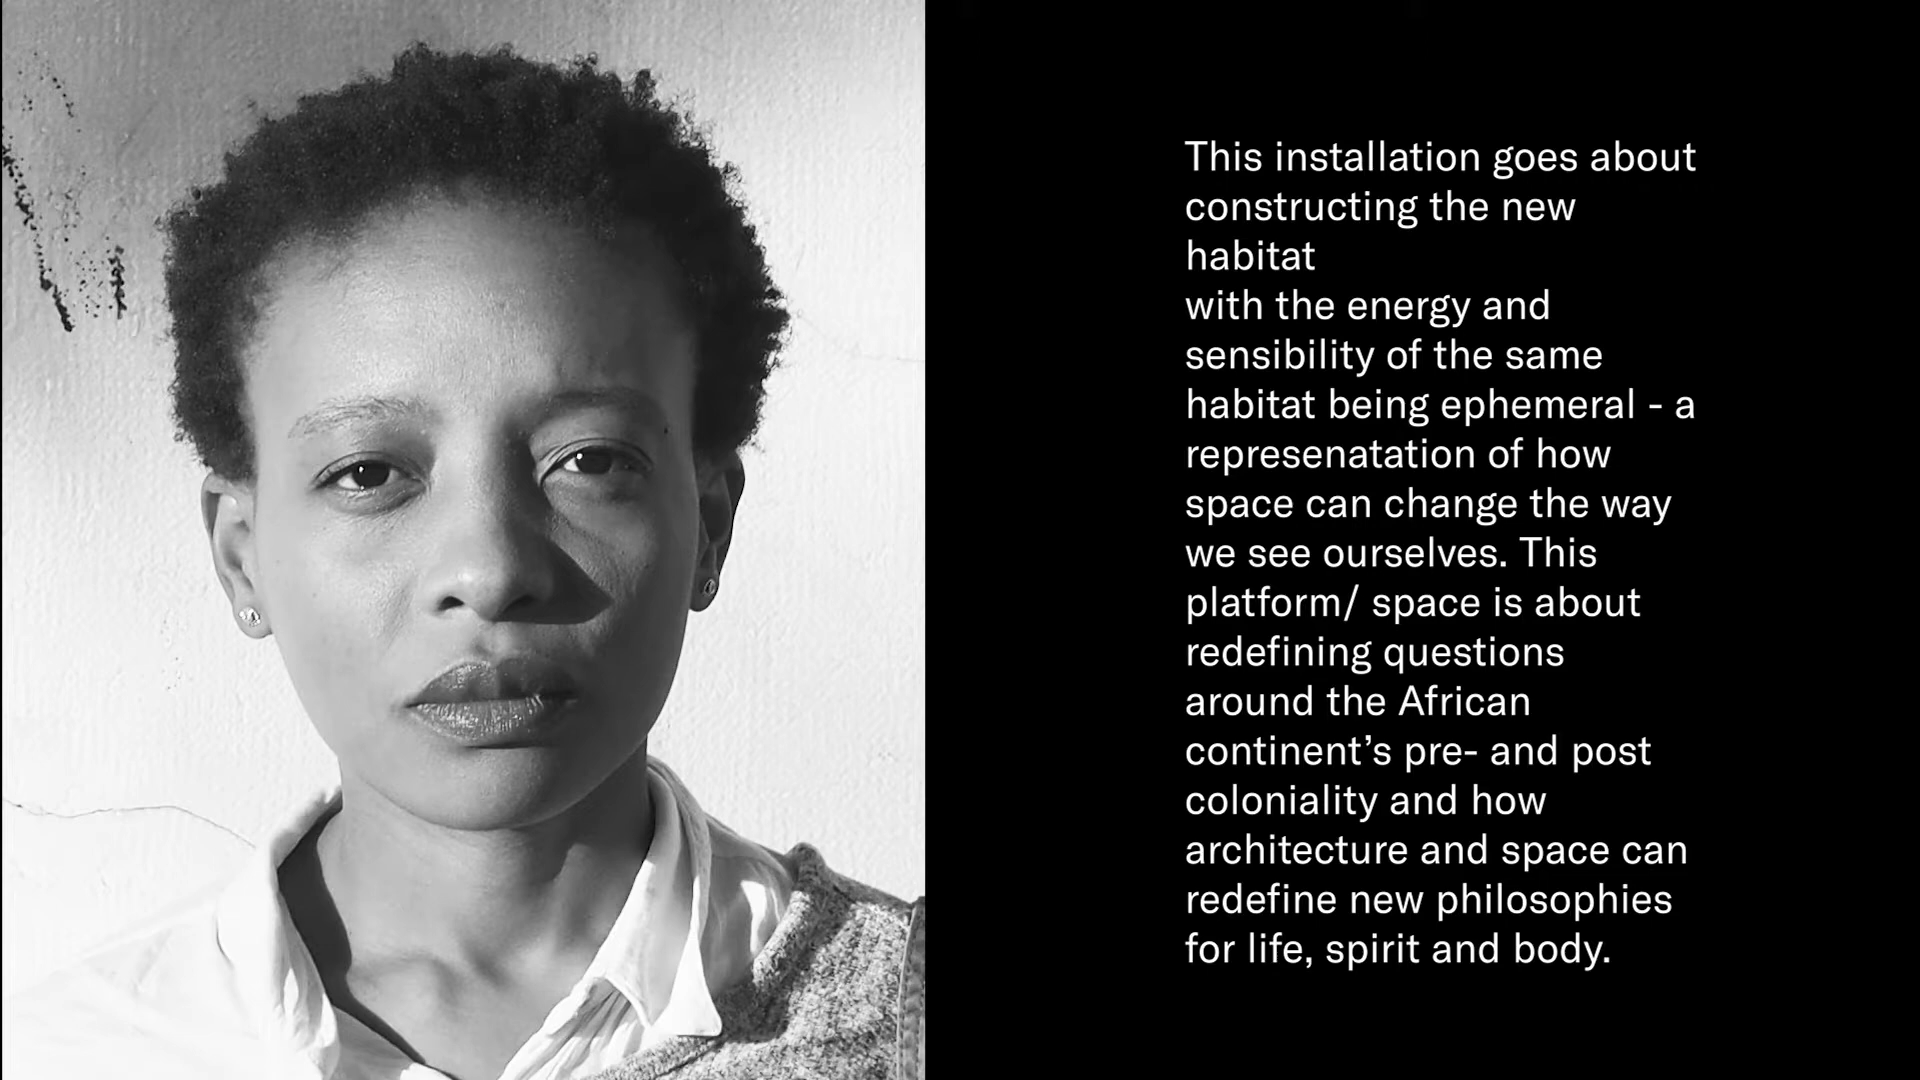 This installation goes about
constructing the new
habitat
with the energy and
sensibility of the same
habitat being ephemeral - a
represenatation of how
space can change the way
we see ourselves. This
platform/ space is about
redefining questions
around the African
continent’s pre- and post
coloniality and how
architecture and space can
redefine new philosophies
for life, spirit and body.